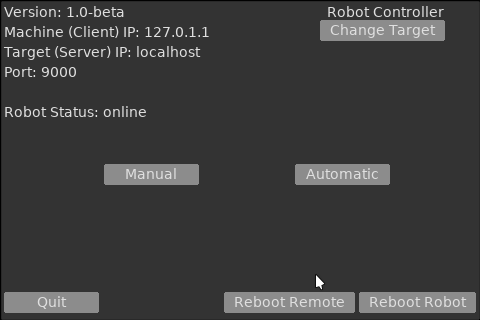 Version: 1.0-beta
Robot Controller
Machine (Client) IP: 127.0.1.1
Change Target
Target (Server) IP: localhost
Port: 9000
Robot Status: online
Manual
Automatic
Quit
Reboot Remote
Reboot Robot